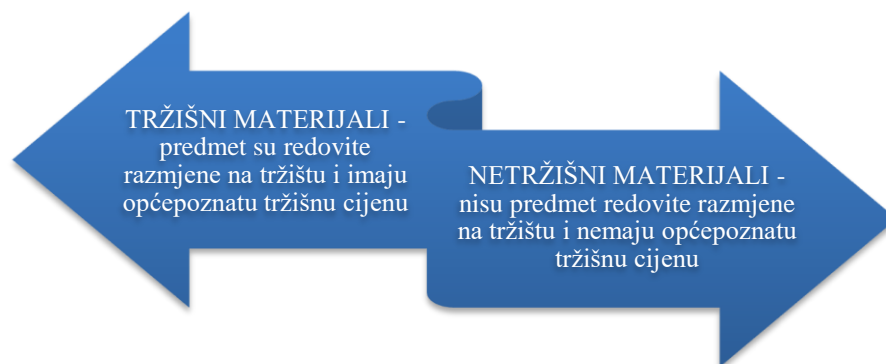 TRŽIŠNI MATERIJALI -
predmet su redovite
razmjene na tržištu i imaju
općepoznatu tržišnu cijenu
NETRŽIŠNI MATERIJALI -
nisu predmet redovite razmjene
na tržištu i nemaju općepoznatu
tržišnu cijenu